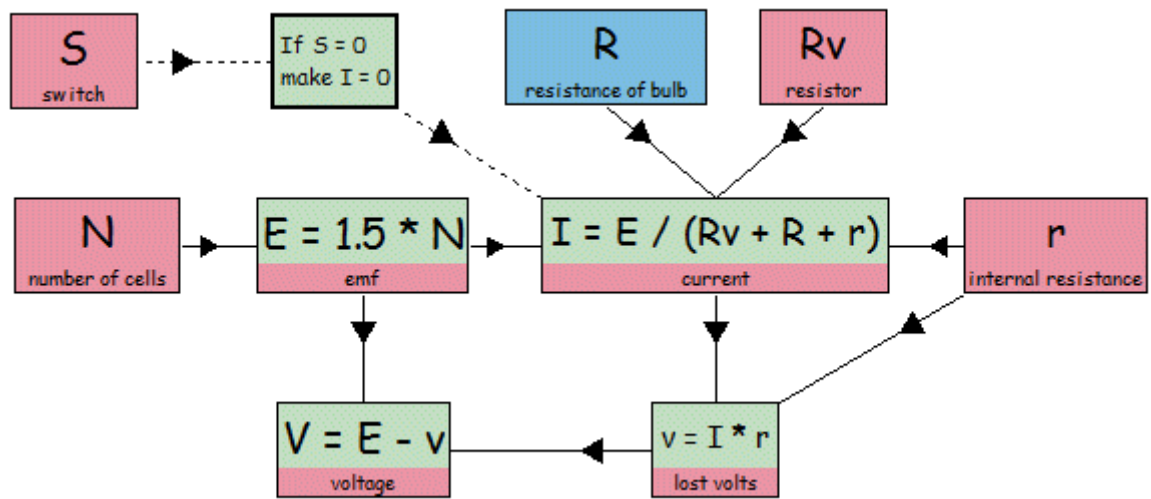 S
switch
If S = 0
make I = 0
R
resistance of bulb
Rv
resistor
N
number of cells
E = 1.5 * N
emf
I = E / (Rv + R + r)
current
r
internal resistance
V = E - v
voltage
v = I * r
lost volts